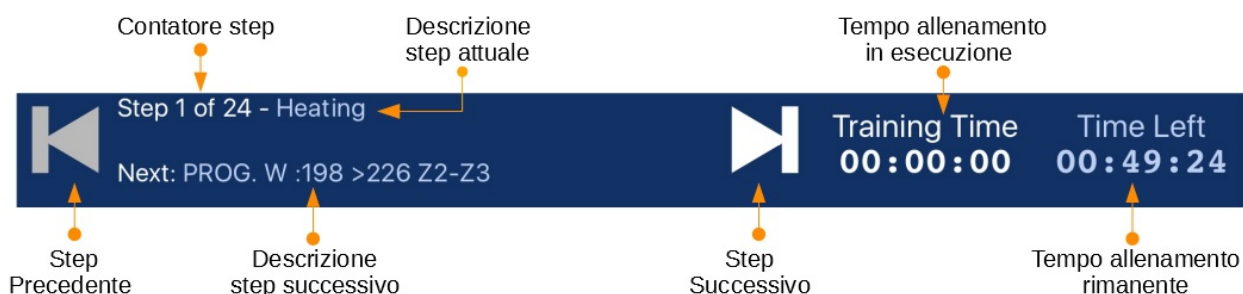 Contatore step
Descrizione
step attuale
Tempo allenamento
in esecuzione
Step 1 of 24 - Heating
Training Time
Time Left
00:00:00
00:49:24
Next: PROG. W :198 >226 Z2-Z3
Step
Precedente
Descrizione
step successivo
Step
Successivo
Tempo allenamento
rimanente